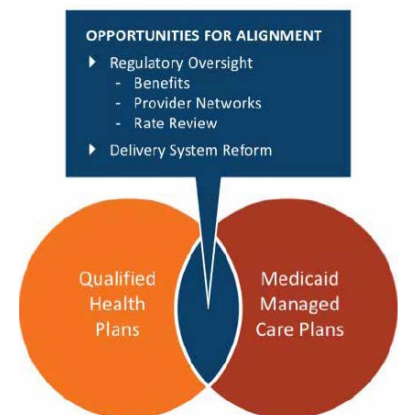 OPPORTUNITIES FOR ALIGNMENT
Regulatory Oversight
- Benefits
- Provider Networks
- Rate Review
Delivery System Reform
Qualified
Health
Plans
Medicaid
Managed
Care Plans